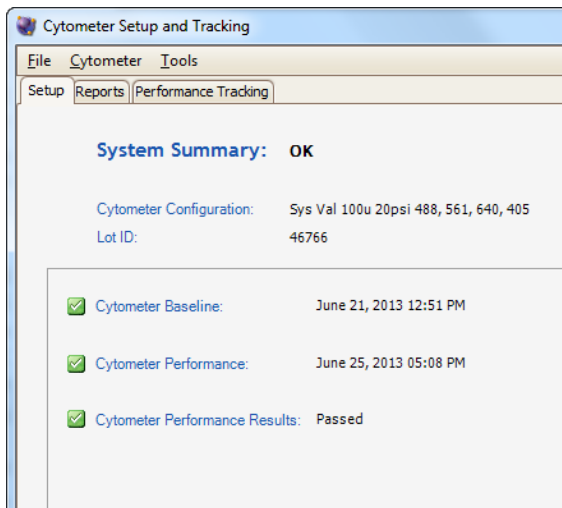 Cytometer Setup and Tracking
File Cytometer Tools
Setup Reports Performance Tracking
System Summary: OK
Cytometer Configuration: Sys Val 100u 20psi 488, 561, 640, 405
Lot ID: 46766
Cytometer Baseline: June 21, 2013 12:51 PM
Cytometer Performance: June 25, 2013 05:08 PM
Cytometer Performance Results: Passed